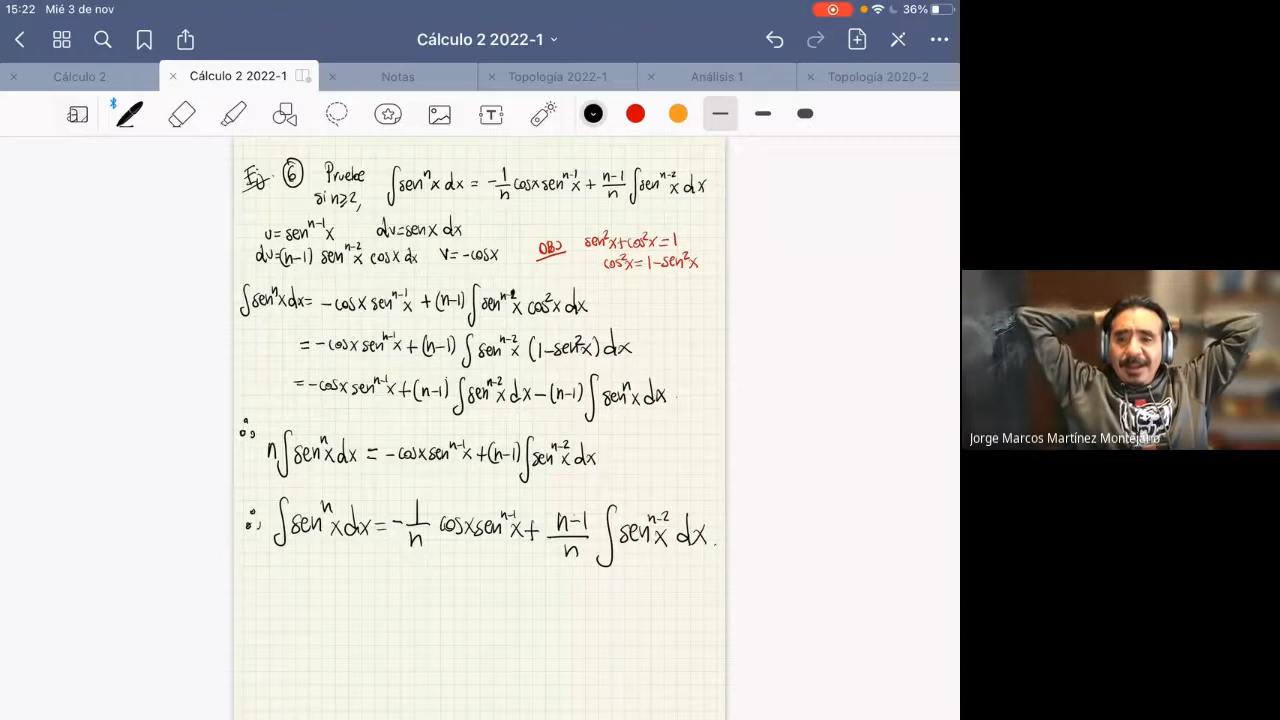 15:22 Mié 3 de nov
36%
Cálculo 2 2022-1
Cálculo 2
Cálculo 2 2022-1
Notas
Topología 2022-1
Análisis 1
Topología 2020-2
Ej. ⑥ Pruebe ∫senⁿx dx = -1/n cosx senⁿ⁻¹x + n-1/n ∫senⁿ⁻²x dx
si n≥2,
u=senⁿ⁻¹x dv=senx dx
du=(n-1) senⁿ⁻²x cosx dx v=-cosx
OBS sen²x+cos²x=1
cos²x=1-sen²x
∫senⁿx dx= -cosx senⁿ⁻¹x + (n-1) ∫senⁿ⁻²x cos²x dx
= -cosx senⁿ⁻¹x + (n-1) ∫ senⁿ⁻²x (1-sen²x) dx
= -cosx senⁿ⁻¹x + (n-1) ∫senⁿ⁻²x dx - (n-1) ∫ senⁿx dx.
∴ n∫senⁿx dx = -cosx senⁿ⁻¹x + (n-1) ∫senⁿ⁻²x dx
∴ ∫senⁿx dx = -1/n cosx senⁿ⁻¹x + n-1/n ∫senⁿ⁻²x dx.
Jorge Marcos Martínez Montejano